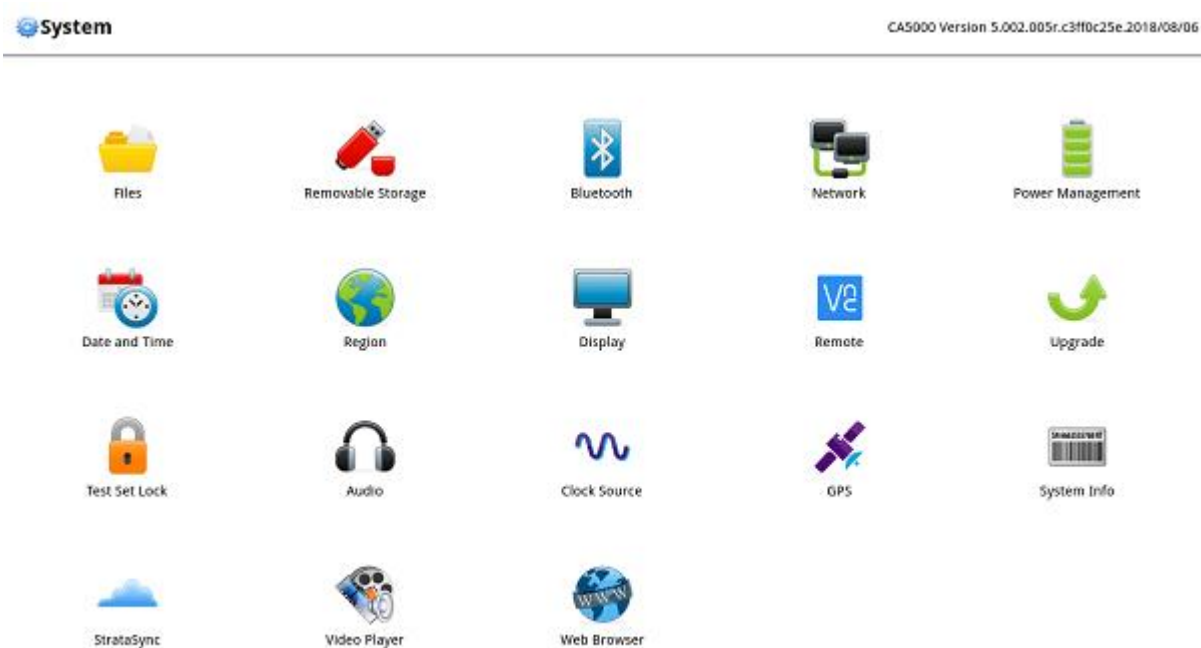 System
CA5000 Version 5.002.005r.c3ff0c25e.2018/08/06
Files
Removable Storage
Bluetooth
Network
Power Management
Date and Time
Region
Display
V2
Remote
Upgrade
Test Set Lock
Audio
Clock Source
GPS
System Info
StrataSync
Video Player
WWW
Web Browser